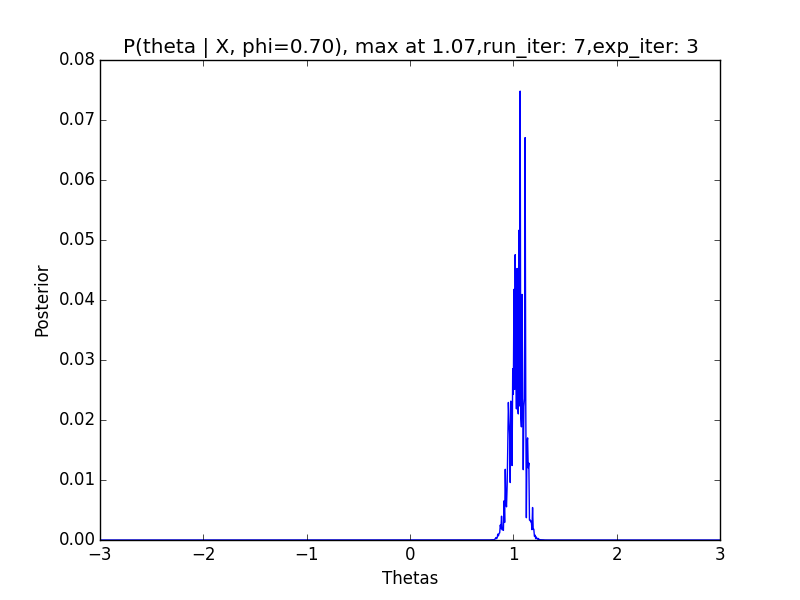 P(theta | X, phi=0.70), max at 1.07,run_iter: 7,exp_iter: 3
0.08
0.07
0.06
0.05
0.04
0.03
0.02
0.01
0.00
Posterior
−3 −2 −1 0 1 2 3
Thetas